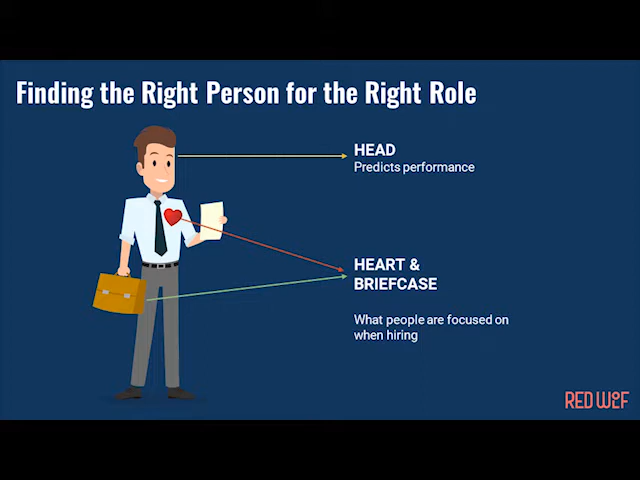 Finding the Right Person for the Right Role
HEAD
Predicts performance
HEART &
BRIEFCASE
What people are focused on
when hiring
RED WOLF